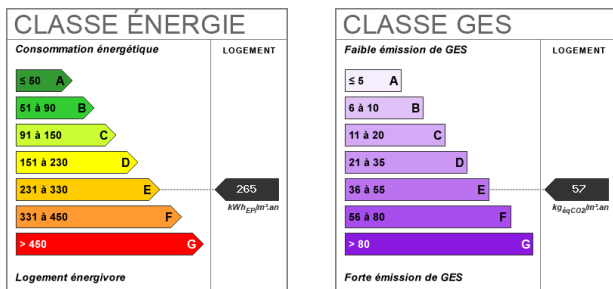 CLASSE ÉNERGIE
Consommation énergétique
LOGEMENT
≤ 50 A
51 à 90 B
91 à 150 C
151 à 230 D
231 à 330 E
265
kWhEP/m².an
331 à 450 F
> 450 G
Logement énergivore
CLASSE GES
Faible émission de GES
LOGEMENT
≤ 5 A
6 à 10 B
11 à 20 C
21 à 35 D
36 à 55 E
57
kgéqCO2/m².an
56 à 80 F
> 80 G
Forte émission de GES